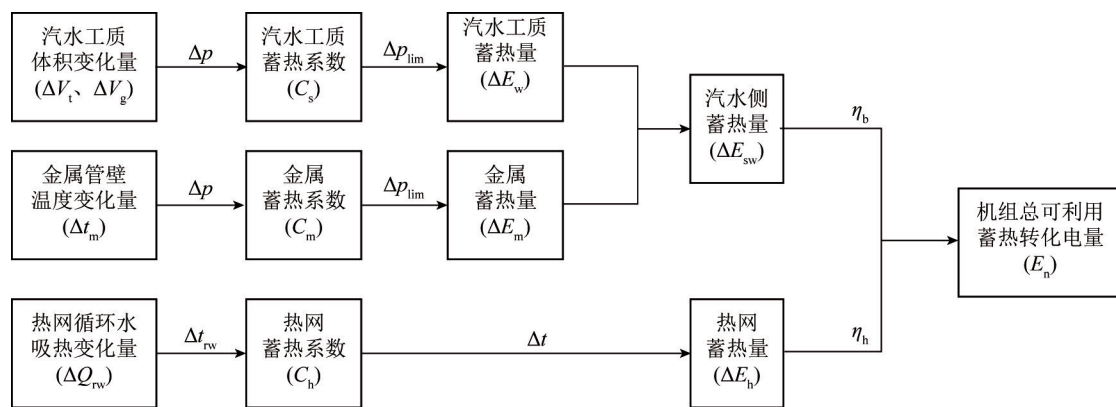 汽水工质
体积变化量
(ΔVt、ΔVg)
Δp
汽水工质
蓄热系数
(Cs)
Δplim
汽水工质
蓄热量
(ΔEw)
金属管壁
温度变化量
(Δtm)
Δp
金属
蓄热系数
(Cm)
Δplim
金属
蓄热量
(ΔEm)
汽水侧
蓄热量
(ΔEsw)
ηb
热网循环水
吸热变化量
(ΔQrw)
Δtrw
热网
蓄热系数
(Ch)
Δt
热网
蓄热量
(ΔEh)
ηh
机组总可利用
蓄热转化电量
(En)